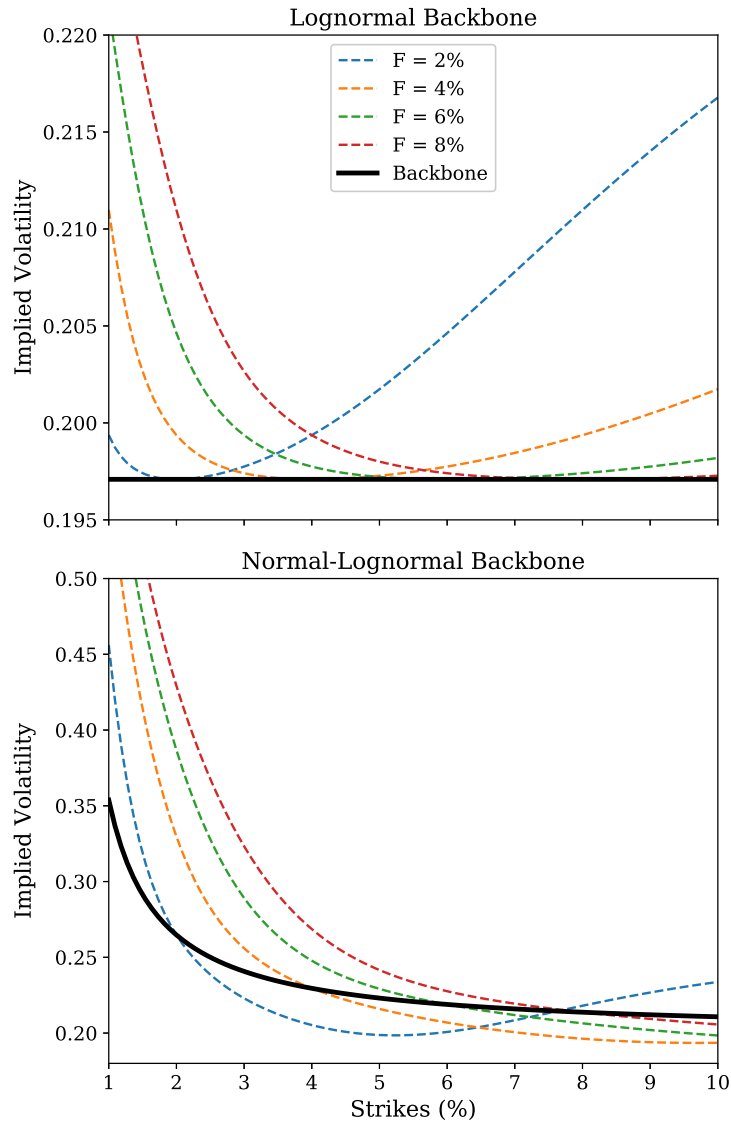 Lognormal Backbone
0.220
0.215
0.210
0.205
0.200
0.195
Implied Volatility
F = 2%
F = 4%
F = 6%
F = 8%
Backbone
Normal-Lognormal Backbone
0.50
0.45
0.40
0.35
0.30
0.25
0.20
Implied Volatility
1 2 3 4 5 6 7 8 9 10
Strikes (%)